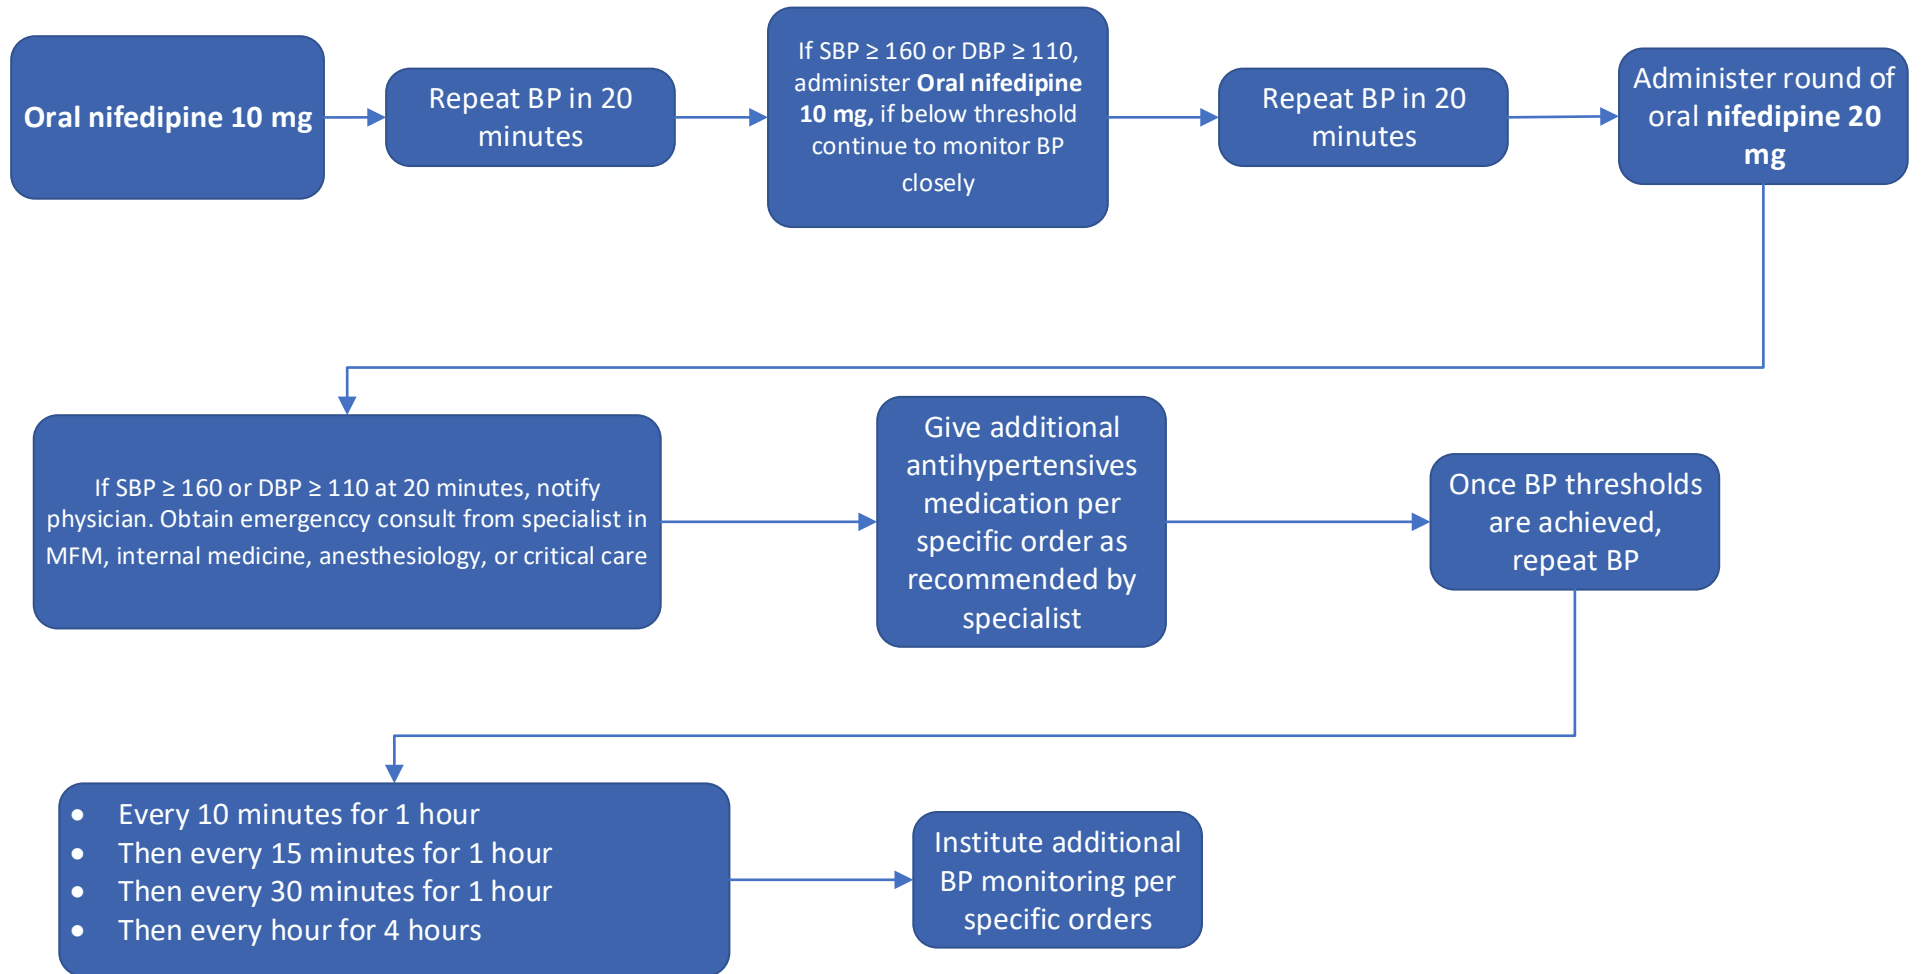 Oral nifedipine 10 mg
Repeat BP in 20
minutes
If SBP ≥ 160 or DBP ≥ 110,
administer Oral nifedipine
10 mg, if below threshold
continue to monitor BP
closely
Repeat BP in 20
minutes
Administer round of
oral nifedipine 20
mg
If SBP ≥ 160 or DBP ≥ 110 at 20 minutes, notify
physician. Obtain emergenccy consult from specialist in
MFM, internal medicine, anesthesiology, or critical care
Give additional
antihypertensives
medication per
specific order as
recommended by
specialist
Once BP thresholds
are achieved,
repeat BP
• Every 10 minutes for 1 hour
• Then every 15 minutes for 1 hour
• Then every 30 minutes for 1 hour
• Then every hour for 4 hours
Institute additional
BP monitoring per
specific orders